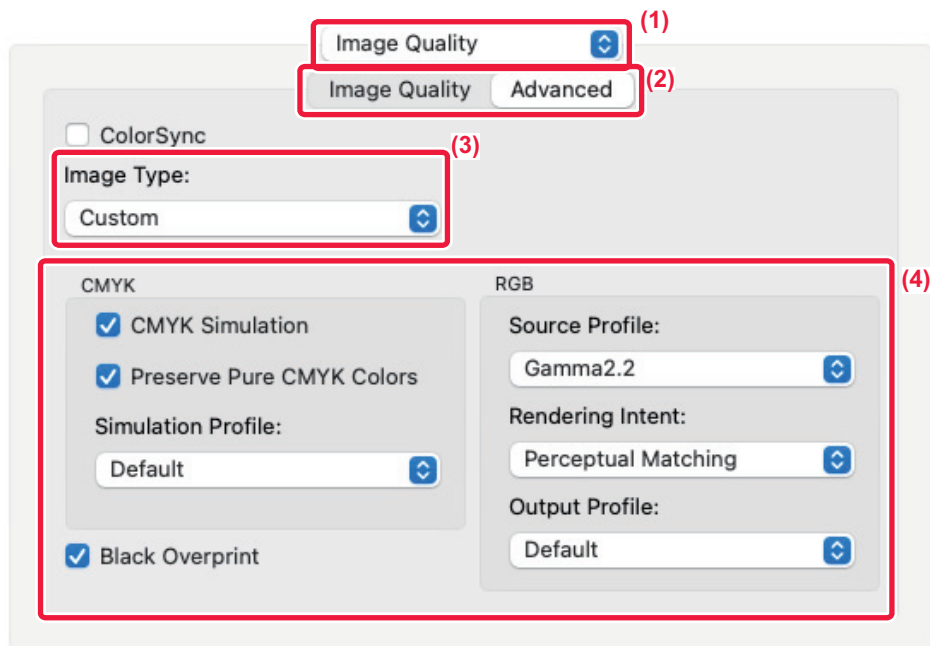 (1)
Image Quality
(2)
Image Quality Advanced
ColorSync
(3)
Image Type:
Custom
(4)
CMYK
CMYK Simulation
Preserve Pure CMYK Colors
Simulation Profile:
Default
Black Overprint
RGB
Source Profile:
Gamma2.2
Rendering Intent:
Perceptual Matching
Output Profile:
Default